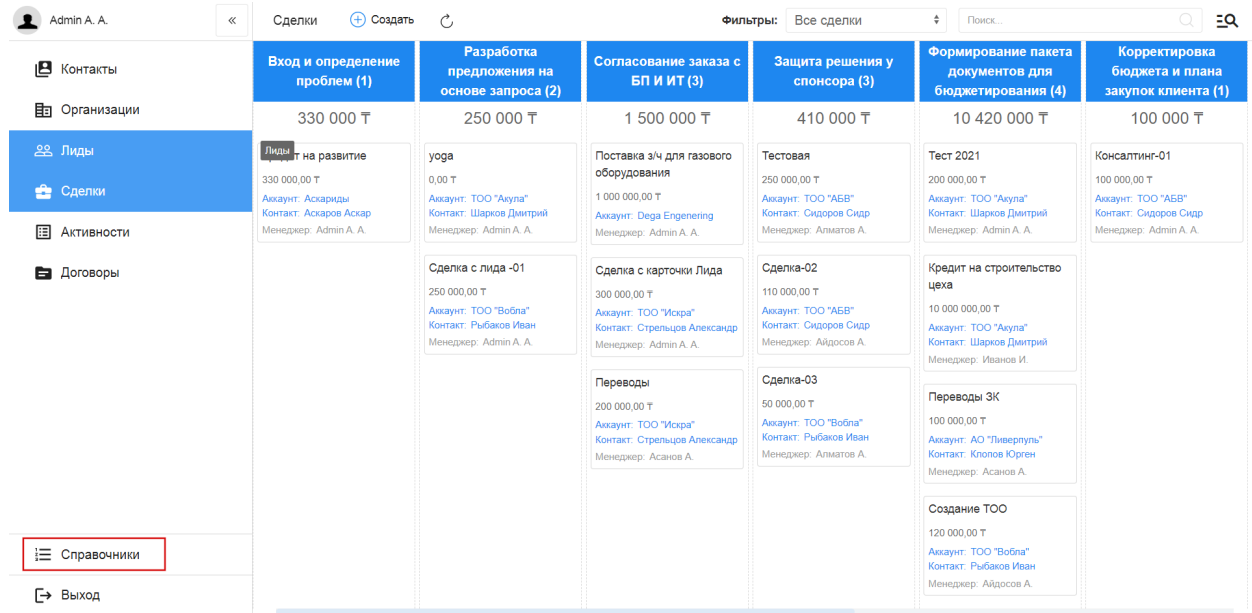 Admin A. A.
«
Контакты
Организации
Лиды
Сделки
Активности
Договоры
Справочники
Выход
Сделки
Создать
Фильтры:
Все сделки
Поиск...
Вход и определение
проблем (1)
330 000 ₸
Лиды
т на развитие
330 000,00 ₸
Аккаунт: Аскариды
Контакт: Аскаров Аскар
Менеджер: Admin A. A.
Разработка
предложения на
основе запроса (2)
250 000 ₸
yoga
0,00 ₸
Аккаунт: ТОО "Акула"
Контакт: Шарков Дмитрий
Менеджер: Admin A. A.
Сделка с лида -01
250 000,00 ₸
Аккаунт: ТОО "Вобла"
Контакт: Рыбаков Иван
Менеджер: Admin A. A.
Согласование заказа с
БП И ИТ (3)
1 500 000 ₸
Поставка з/ч для газового
оборудования
1 000 000,00 ₸
Аккаунт: Dega Engenering
Менеджер: Admin A. A.
Сделка с карточки Лида
300 000,00 ₸
Аккаунт: ТОО "Искра"
Контакт: Стрельцов Александр
Менеджер: Admin A. A.
Переводы
200 000,00 ₸
Аккаунт: ТОО "Искра"
Контакт: Стрельцов Александр
Менеджер: Асанов А.
Защита решения у
спонсора (3)
410 000 ₸
Тестовая
250 000,00 ₸
Аккаунт: ТОО "АБВ"
Контакт: Сидоров Сидр
Менеджер: Алматов А.
Сделка-02
110 000,00 ₸
Аккаунт: ТОО "АБВ"
Контакт: Сидоров Сидр
Менеджер: Айдосов А.
Сделка-03
50 000,00 ₸
Аккаунт: ТОО "Вобла"
Контакт: Рыбаков Иван
Менеджер: Алматов А.
Формирование пакета
документов для
бюджетирования (4)
10 420 000 ₸
Тест 2021
200 000,00 ₸
Аккаунт: ТОО "Акула"
Контакт: Шарков Дмитрий
Менеджер: Admin A. A.
Кредит на строительство
цеха
10 000 000,00 ₸
Аккаунт: ТОО "Акула"
Контакт: Шарков Дмитрий
Менеджер: Иванов И.
Переводы ЗК
100 000,00 ₸
Аккаунт: АО "Ливерпуль"
Контакт: Клопов Юрген
Менеджер: Асанов А.
Создание ТОО
120 000,00 ₸
Аккаунт: ТОО "Вобла"
Контакт: Рыбаков Иван
Менеджер: Айдосов А.
Корректировка
бюджета и плана
закупок клиента (1)
100 000 ₸
Консалтинг-01
100 000,00 ₸
Аккаунт: ТОО "АБВ"
Контакт: Сидоров Сидр
Менеджер: Admin A. A.